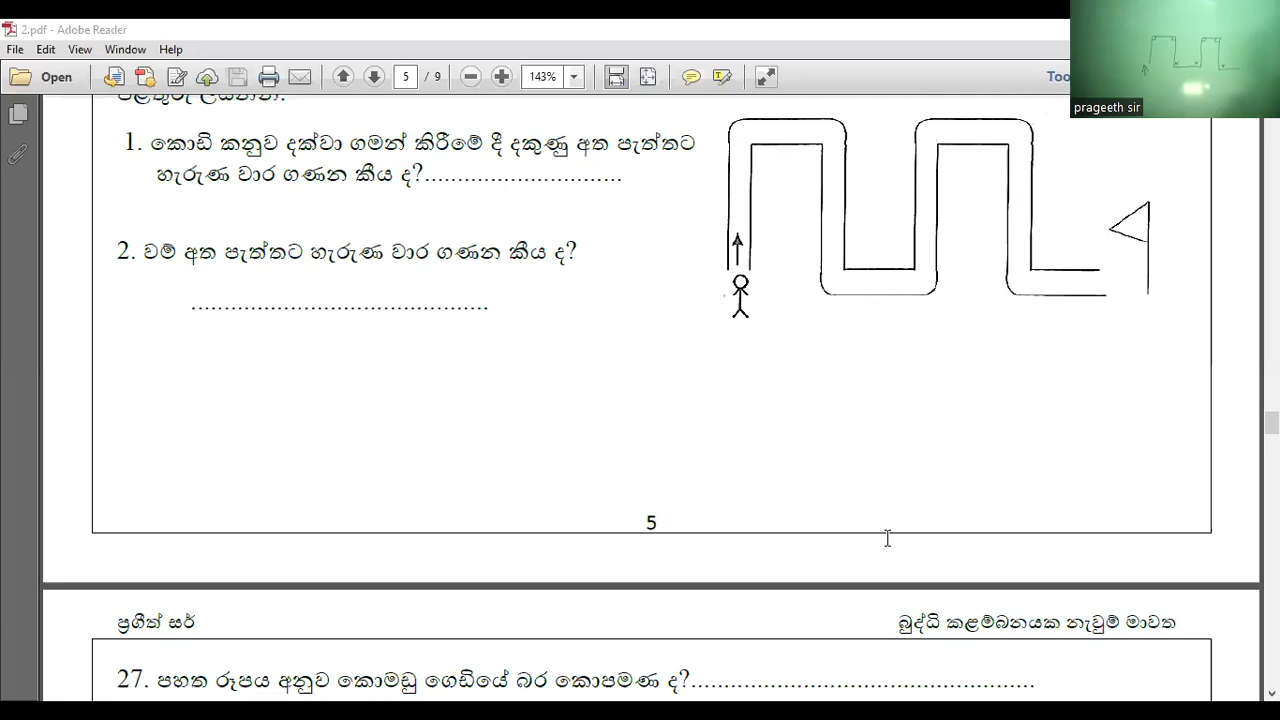 2.pdf - Adobe Reader
File Edit View Window Help
Open 5 / 9 143% Too
prageeth sir
පිළිතුරු ලියන්න.
1. කොඩි කනුව දක්වා ගමන් කිරීමේ දී දකුණු අත පැත්තට
හැරුණ වාර ගණන කීය ද?..............................
2. වම් අත පැත්තට හැරුණ වාර ගණන කීය ද?
.............................................
5
ප්‍රගීත් සර් බුද්ධි කළම්බනයක නැවුම් මාවත
27. පහත රූපය අනුව කොමඩු ගෙඩියේ බර කොපමණ ද?....................................................